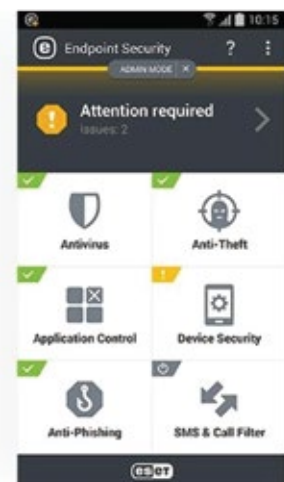 10:15
e Endpoint Security ?
ADMIN MODE X
Attention required
Issues: 2
Antivirus
Anti-Theft
Application Control
Device Security
Anti-Phishing
SMS & Call Filter
eset